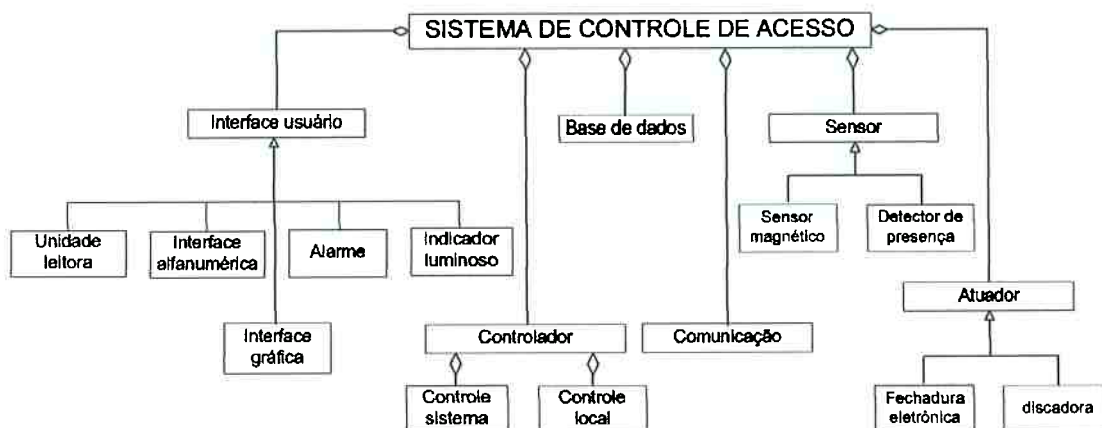 SISTEMA DE CONTROLE DE ACESSO
Interface usuário
Base de dados
Sensor
Unidade
leitora
Interface
alfanumérica
Alarme
Indicador
luminoso
Sensor
magnético
Detector de
presença
Interface
gráfica
Controlador
Comunicação
Atuador
Controle
sistema
Controle
local
Fechadura
eletrônica
discadora